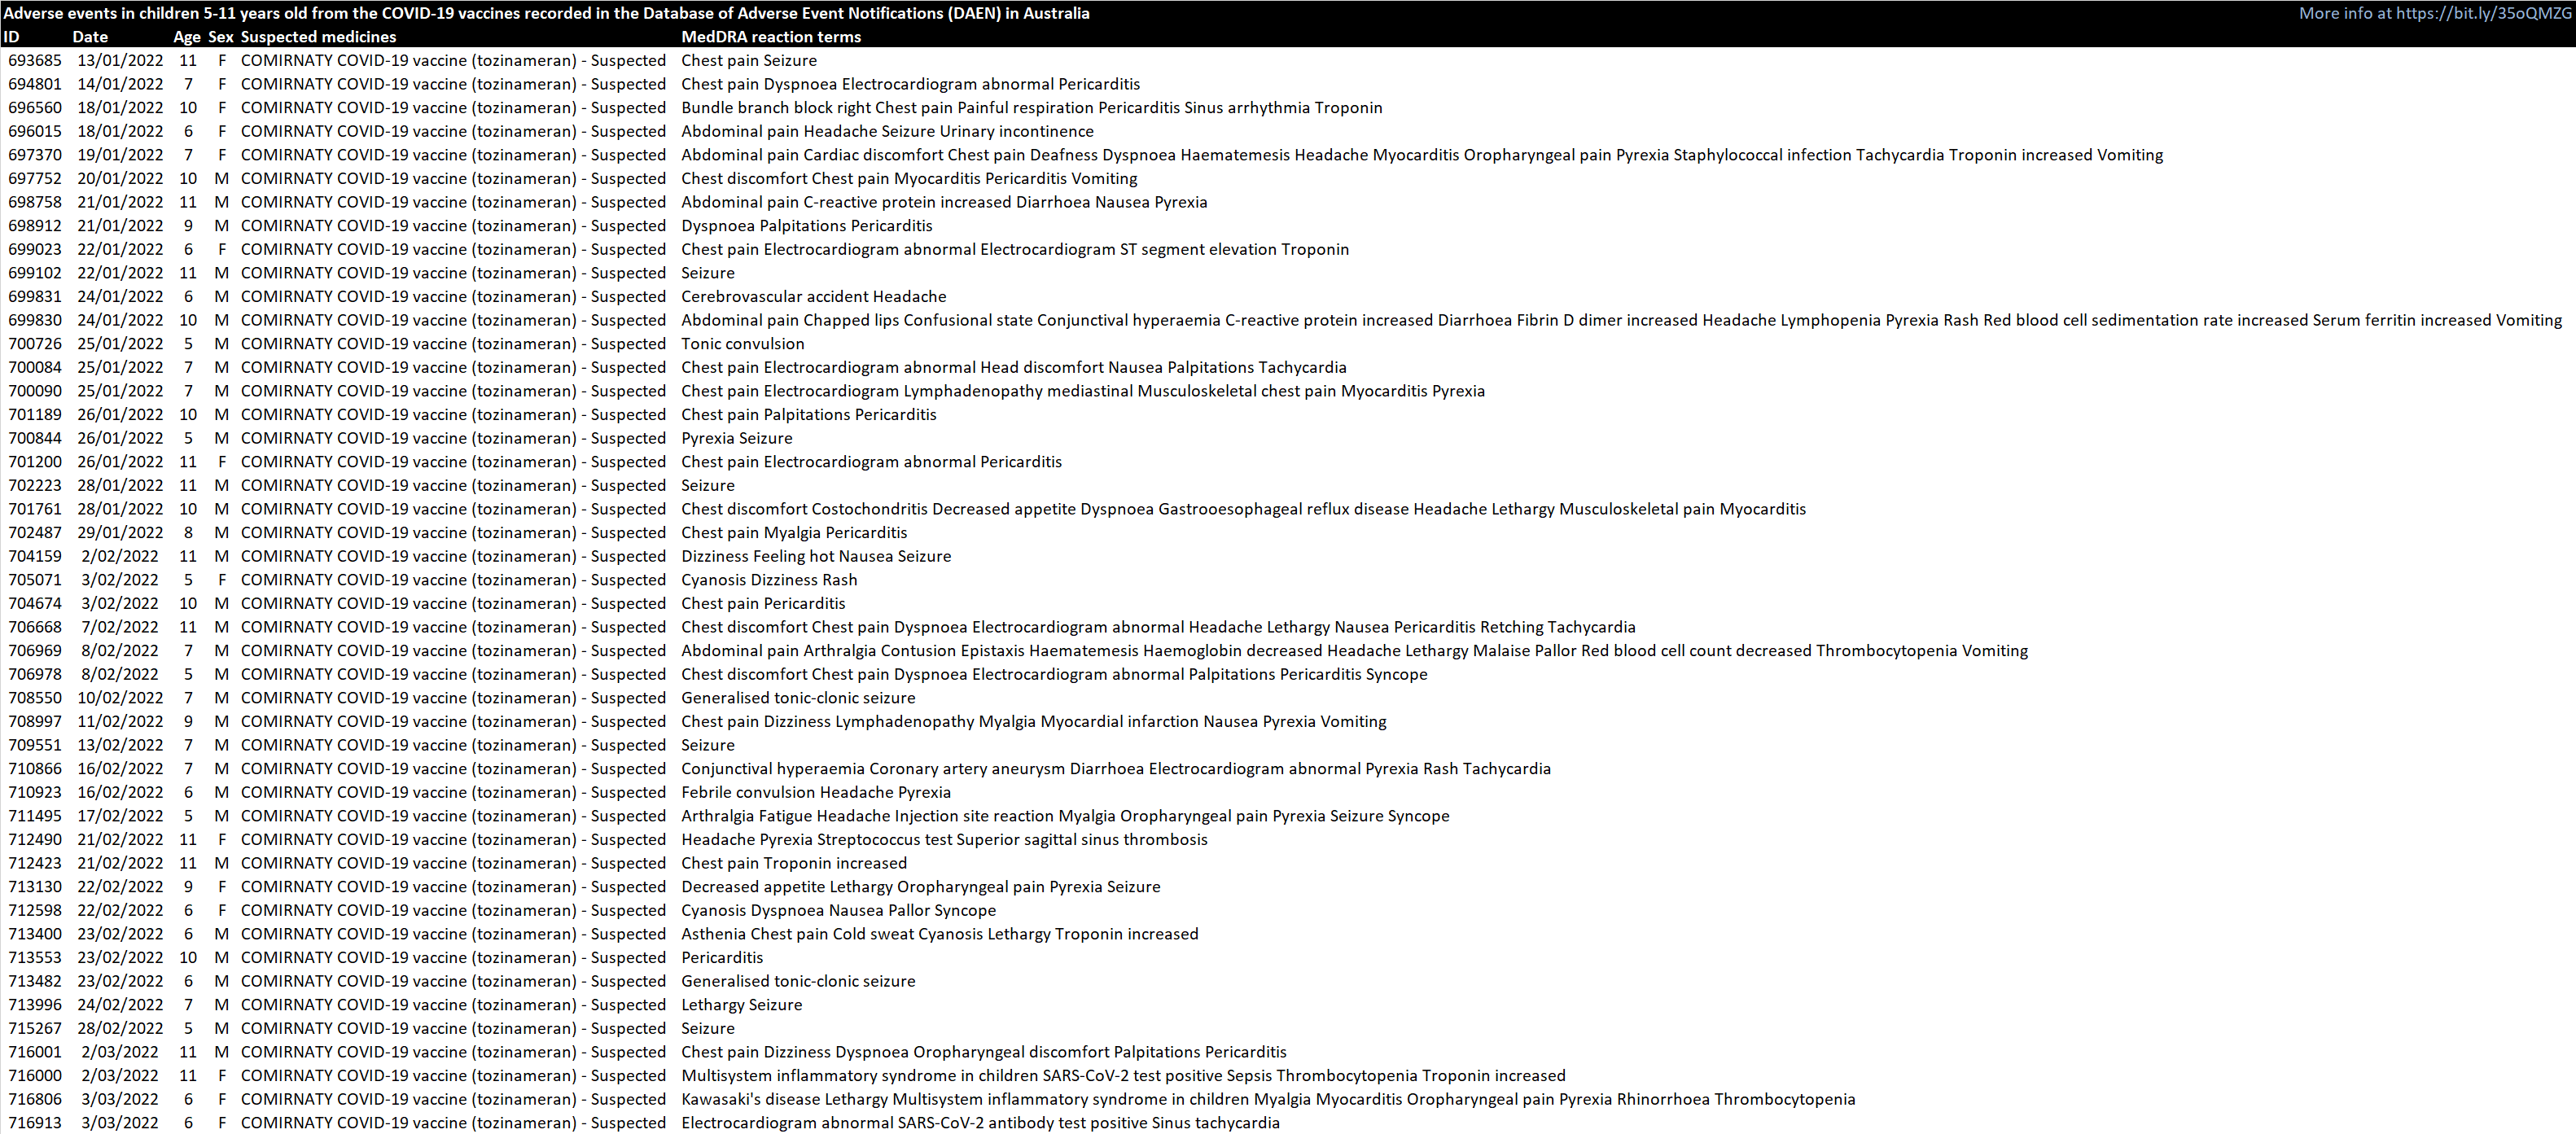 Adverse events in children 5-11 years old from the COVID-19 vaccines recorded in the Database of Adverse Event Notifications (DAEN) in Australia More info at https://bit.ly/35oQMZG
ID Date Age Sex Suspected medicines MedDRA reaction terms
693685 13/01/2022 11 F COMIRNATY COVID-19 vaccine (tozinameran) - Suspected Chest pain Seizure
694801 14/01/2022 7 F COMIRNATY COVID-19 vaccine (tozinameran) - Suspected Chest pain Dyspnoea Electrocardiogram abnormal Pericarditis
696560 18/01/2022 10 F COMIRNATY COVID-19 vaccine (tozinameran) - Suspected Bundle branch block right Chest pain Painful respiration Pericarditis Sinus arrhythmia Troponin
696015 18/01/2022 6 F COMIRNATY COVID-19 vaccine (tozinameran) - Suspected Abdominal pain Headache Seizure Urinary incontinence
697370 19/01/2022 7 F COMIRNATY COVID-19 vaccine (tozinameran) - Suspected Abdominal pain Cardiac discomfort Chest pain Deafness Dyspnoea Haematemesis Headache Myocarditis Oropharyngeal pain Pyrexia Staphylococcal infection Tachycardia Troponin increased Vomiting
697752 20/01/2022 10 M COMIRNATY COVID-19 vaccine (tozinameran) - Suspected Chest discomfort Chest pain Myocarditis Pericarditis Vomiting
698758 21/01/2022 11 M COMIRNATY COVID-19 vaccine (tozinameran) - Suspected Abdominal pain C-reactive protein increased Diarrhoea Nausea Pyrexia
698912 21/01/2022 9 M COMIRNATY COVID-19 vaccine (tozinameran) - Suspected Dyspnoea Palpitations Pericarditis
699023 22/01/2022 6 F COMIRNATY COVID-19 vaccine (tozinameran) - Suspected Chest pain Electrocardiogram abnormal Electrocardiogram ST segment elevation Troponin
699102 22/01/2022 11 M COMIRNATY COVID-19 vaccine (tozinameran) - Suspected Seizure
699831 24/01/2022 6 M COMIRNATY COVID-19 vaccine (tozinameran) - Suspected Cerebrovascular accident Headache
699830 24/01/2022 10 M COMIRNATY COVID-19 vaccine (tozinameran) - Suspected Abdominal pain Chapped lips Confusional state Conjunctival hyperaemia C-reactive protein increased Diarrhoea Fibrin D dimer increased Headache Lymphopenia Pyrexia Rash Red blood cell sedimentation rate increased Serum ferritin increased Vomiting
700726 25/01/2022 5 M COMIRNATY COVID-19 vaccine (tozinameran) - Suspected Tonic convulsion
700084 25/01/2022 7 M COMIRNATY COVID-19 vaccine (tozinameran) - Suspected Chest pain Electrocardiogram abnormal Head discomfort Nausea Palpitations Tachycardia
700090 25/01/2022 7 M COMIRNATY COVID-19 vaccine (tozinameran) - Suspected Chest pain Electrocardiogram Lymphadenopathy mediastinal Musculoskeletal chest pain Myocarditis Pyrexia
701189 26/01/2022 10 M COMIRNATY COVID-19 vaccine (tozinameran) - Suspected Chest pain Palpitations Pericarditis
700844 26/01/2022 5 M COMIRNATY COVID-19 vaccine (tozinameran) - Suspected Pyrexia Seizure
701200 26/01/2022 11 F COMIRNATY COVID-19 vaccine (tozinameran) - Suspected Chest pain Electrocardiogram abnormal Pericarditis
702223 28/01/2022 11 M COMIRNATY COVID-19 vaccine (tozinameran) - Suspected Seizure
701761 28/01/2022 10 M COMIRNATY COVID-19 vaccine (tozinameran) - Suspected Chest discomfort Costochondritis Decreased appetite Dyspnoea Gastrooesophageal reflux disease Headache Lethargy Musculoskeletal pain Myocarditis
702487 29/01/2022 8 M COMIRNATY COVID-19 vaccine (tozinameran) - Suspected Chest pain Myalgia Pericarditis
704159 2/02/2022 11 M COMIRNATY COVID-19 vaccine (tozinameran) - Suspected Dizziness Feeling hot Nausea Seizure
705071 3/02/2022 5 F COMIRNATY COVID-19 vaccine (tozinameran) - Suspected Cyanosis Dizziness Rash
704674 3/02/2022 10 M COMIRNATY COVID-19 vaccine (tozinameran) - Suspected Chest pain Pericarditis
706668 7/02/2022 11 M COMIRNATY COVID-19 vaccine (tozinameran) - Suspected Chest discomfort Chest pain Dyspnoea Electrocardiogram abnormal Headache Lethargy Nausea Pericarditis Retching Tachycardia
706969 8/02/2022 7 M COMIRNATY COVID-19 vaccine (tozinameran) - Suspected Abdominal pain Arthralgia Contusion Epistaxis Haematemesis Haemoglobin decreased Headache Lethargy Malaise Pallor Red blood cell count decreased Thrombocytopenia Vomiting
706978 8/02/2022 5 M COMIRNATY COVID-19 vaccine (tozinameran) - Suspected Chest discomfort Chest pain Dyspnoea Electrocardiogram abnormal Palpitations Pericarditis Syncope
708550 10/02/2022 7 M COMIRNATY COVID-19 vaccine (tozinameran) - Suspected Generalised tonic-clonic seizure
708997 11/02/2022 9 M COMIRNATY COVID-19 vaccine (tozinameran) - Suspected Chest pain Dizziness Lymphadenopathy Myalgia Myocardial infarction Nausea Pyrexia Vomiting
709551 13/02/2022 7 M COMIRNATY COVID-19 vaccine (tozinameran) - Suspected Seizure
710866 16/02/2022 7 M COMIRNATY COVID-19 vaccine (tozinameran) - Suspected Conjunctival hyperaemia Coronary artery aneurysm Diarrhoea Electrocardiogram abnormal Pyrexia Rash Tachycardia
710923 16/02/2022 6 M COMIRNATY COVID-19 vaccine (tozinameran) - Suspected Febrile convulsion Headache Pyrexia
711495 17/02/2022 5 M COMIRNATY COVID-19 vaccine (tozinameran) - Suspected Arthralgia Fatigue Headache Injection site reaction Myalgia Oropharyngeal pain Pyrexia Seizure Syncope
712490 21/02/2022 11 F COMIRNATY COVID-19 vaccine (tozinameran) - Suspected Headache Pyrexia Streptococcus test Superior sagittal sinus thrombosis
712423 21/02/2022 11 M COMIRNATY COVID-19 vaccine (tozinameran) - Suspected Chest pain Troponin increased
713130 22/02/2022 9 F COMIRNATY COVID-19 vaccine (tozinameran) - Suspected Decreased appetite Lethargy Oropharyngeal pain Pyrexia Seizure
712598 22/02/2022 6 F COMIRNATY COVID-19 vaccine (tozinameran) - Suspected Cyanosis Dyspnoea Nausea Pallor Syncope
713400 23/02/2022 6 M COMIRNATY COVID-19 vaccine (tozinameran) - Suspected Asthenia Chest pain Cold sweat Cyanosis Lethargy Troponin increased
713553 23/02/2022 10 M COMIRNATY COVID-19 vaccine (tozinameran) - Suspected Pericarditis
713482 23/02/2022 6 M COMIRNATY COVID-19 vaccine (tozinameran) - Suspected Generalised tonic-clonic seizure
713996 24/02/2022 7 M COMIRNATY COVID-19 vaccine (tozinameran) - Suspected Lethargy Seizure
715267 28/02/2022 5 M COMIRNATY COVID-19 vaccine (tozinameran) - Suspected Seizure
716001 2/03/2022 11 M COMIRNATY COVID-19 vaccine (tozinameran) - Suspected Chest pain Dizziness Dyspnoea Oropharyngeal discomfort Palpitations Pericarditis
716000 2/03/2022 11 F COMIRNATY COVID-19 vaccine (tozinameran) - Suspected Multisystem inflammatory syndrome in children SARS-CoV-2 test positive Sepsis Thrombocytopenia Troponin increased
716806 3/03/2022 6 F COMIRNATY COVID-19 vaccine (tozinameran) - Suspected Kawasaki's disease Lethargy Multisystem inflammatory syndrome in children Myalgia Myocarditis Oropharyngeal pain Pyrexia Rhinorrhoea Thrombocytopenia
716913 3/03/2022 6 F COMIRNATY COVID-19 vaccine (tozinameran) - Suspected Electrocardiogram abnormal SARS-CoV-2 antibody test positive Sinus tachycardia